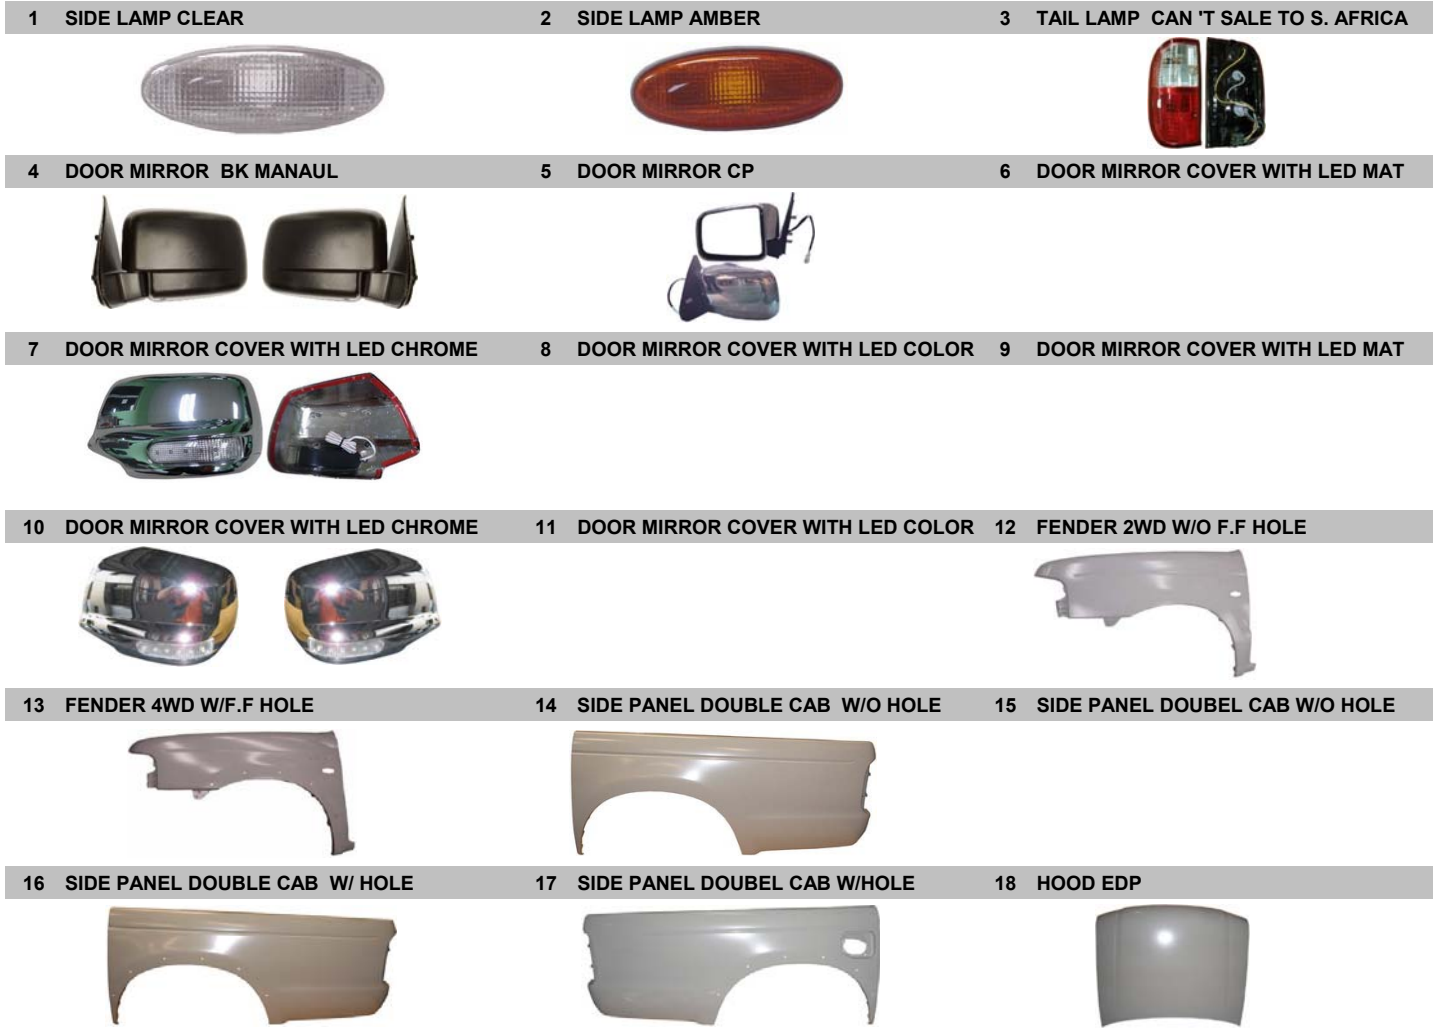 1 SIDE LAMP CLEAR 2 SIDE LAMP AMBER 3 TAIL LAMP CAN 'T SALE TO S. AFRICA
4 DOOR MIRROR BK MANAUL 5 DOOR MIRROR CP 6 DOOR MIRROR COVER WITH LED MAT
7 DOOR MIRROR COVER WITH LED CHROME 8 DOOR MIRROR COVER WITH LED COLOR 9 DOOR MIRROR COVER WITH LED MAT
10 DOOR MIRROR COVER WITH LED CHROME 11 DOOR MIRROR COVER WITH LED COLOR 12 FENDER 2WD W/O F.F HOLE
13 FENDER 4WD W/F.F HOLE 14 SIDE PANEL DOUBLE CAB W/O HOLE 15 SIDE PANEL DOUBEL CAB W/O HOLE
16 SIDE PANEL DOUBLE CAB W/ HOLE 17 SIDE PANEL DOUBEL CAB W/HOLE 18 HOOD EDP